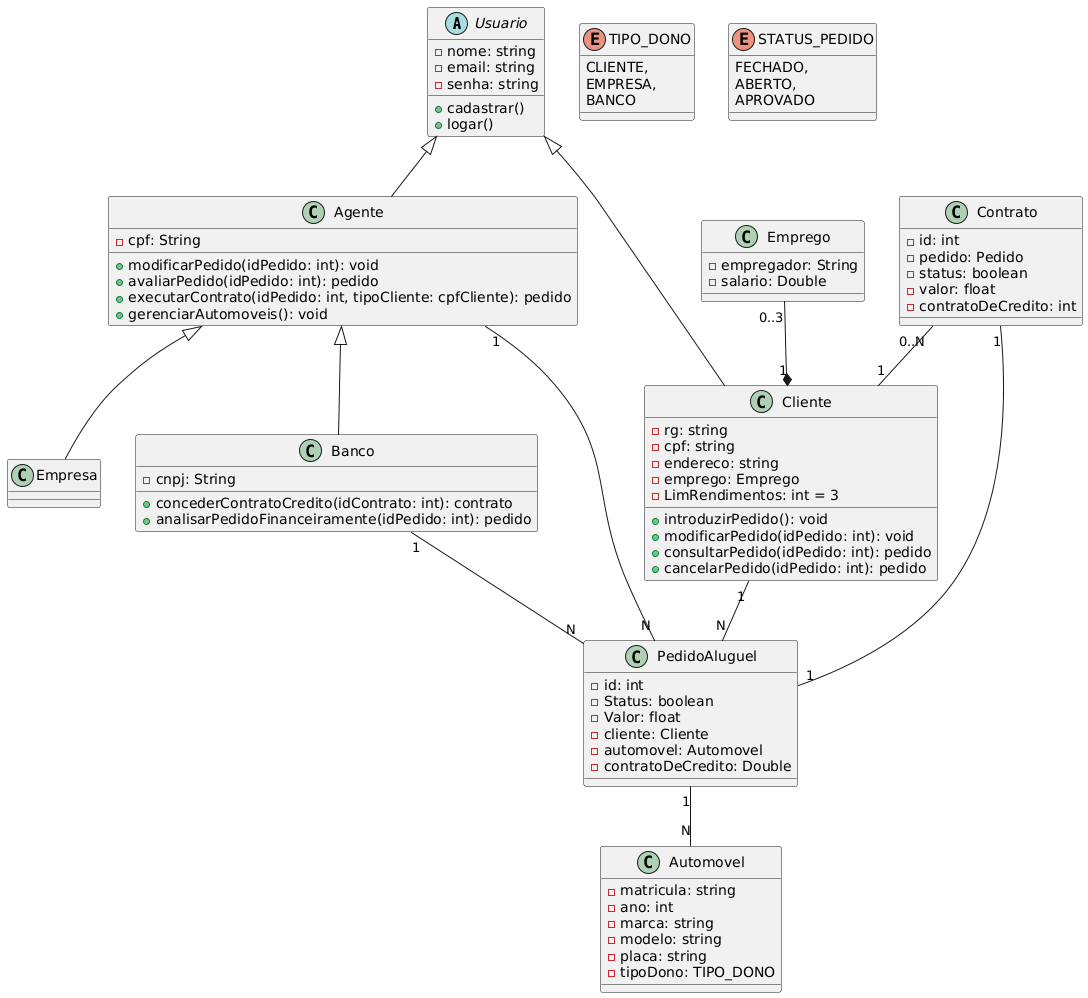 A Usuario
nome: string
email: string
senha: string
cadastrar()
logar()
E TIPO_DONO
CLIENTE,
EMPRESA,
BANCO
E STATUS_PEDIDO
FECHADO,
ABERTO,
APROVADO
C Agente
cpf: String
modificarPedido(idPedido: int): void
avaliarPedido(idPedido: int): pedido
executarContrato(idPedido: int, tipoCliente: cpfCliente): pedido
gerenciarAutomoveis(): void
C Emprego
empregador: String
salario: Double
C Contrato
id: int
pedido: Pedido
status: boolean
valor: float
contratoDeCredito: int
1
0..3
1
0..N
1
1
C Empresa
C Banco
cnpj: String
concederContratoCredito(idContrato: int): contrato
analisarPedidoFinanceiramente(idPedido: int): pedido
C Cliente
rg: string
cpf: string
endereco: string
emprego: Emprego
LimRendimentos: int = 3
introduzirPedido(): void
modificarPedido(idPedido: int): void
consultarPedido(idPedido: int): pedido
cancelarPedido(idPedido: int): pedido
1
1
N
N
N
1
C PedidoAluguel
id: int
Status: boolean
Valor: float
cliente: Cliente
automovel: Automovel
contratoDeCredito: Double
1
N
C Automovel
matricula: string
ano: int
marca: string
modelo: string
placa: string
tipoDono: TIPO_DONO